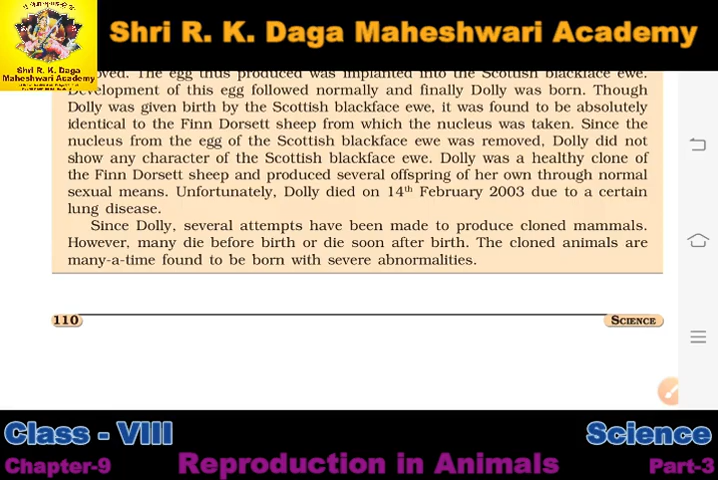 Shri R. K. Daga Maheshwari Academy
Shri R. K. Daga
Maheshwari Academy
oved. The egg thus produced was implanted into the Scottish blackface ewe.
Development of this egg followed normally and finally Dolly was born. Though
Dolly was given birth by the Scottish blackface ewe, it was found to be absolutely
identical to the Finn Dorsett sheep from which the nucleus was taken. Since the
nucleus from the egg of the Scottish blackface ewe was removed, Dolly did not
show any character of the Scottish blackface ewe. Dolly was a healthy clone of
the Finn Dorsett sheep and produced several offspring of her own through normal
sexual means. Unfortunately, Dolly died on 14th February 2003 due to a certain
lung disease.
Since Dolly, several attempts have been made to produce cloned mammals.
However, many die before birth or die soon after birth. The cloned animals are
many-a-time found to be born with severe abnormalities.
110
SCIENCE
Class - VIII
Science
Chapter-9
Reproduction in Animals
Part-3